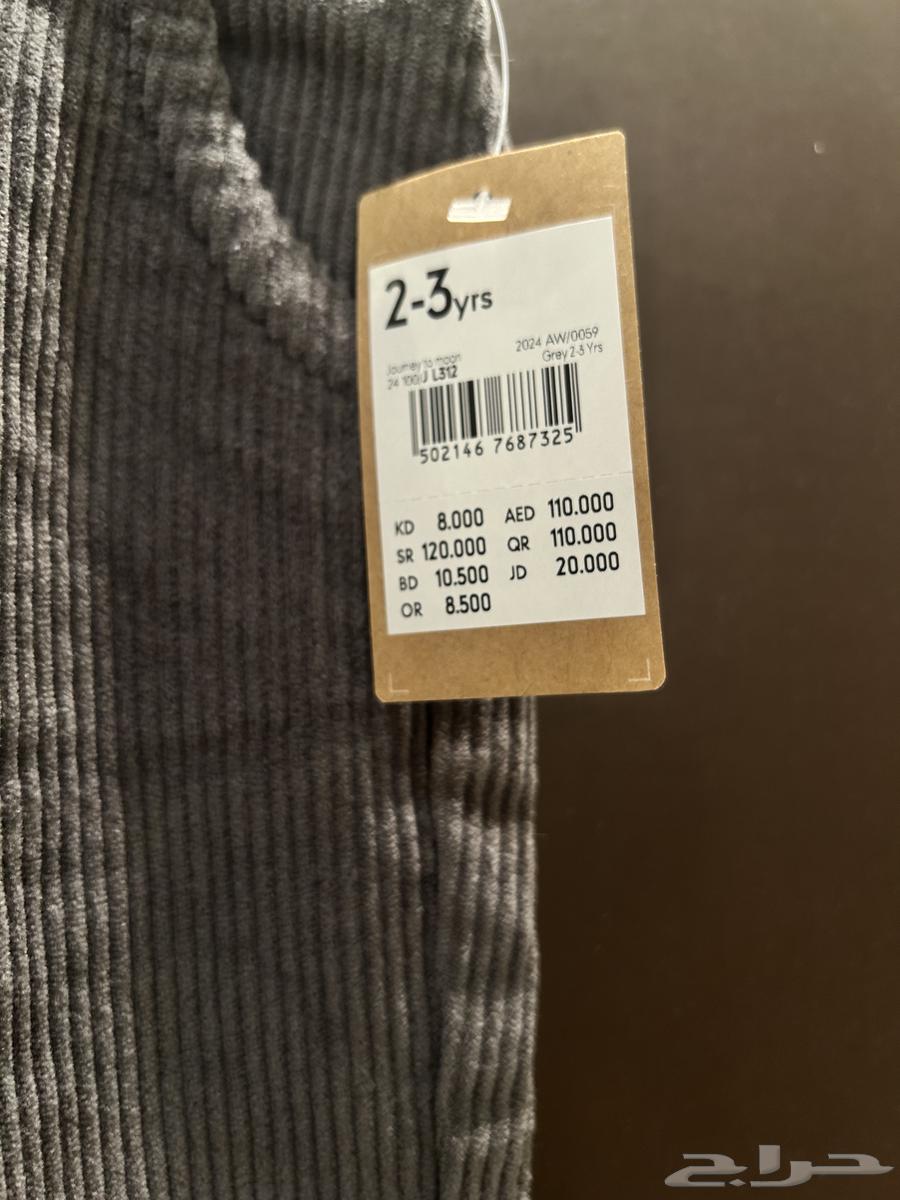 2-3yrs
Journey to moon
2024 AW/0059
24 100/J L312
Grey 2-3 Yrs
502146 7687325
KD 8.000 AED 110.000
SR 120.000 QR 110.000
BD 10.500 JD 20.000
OR 8.500
حراج